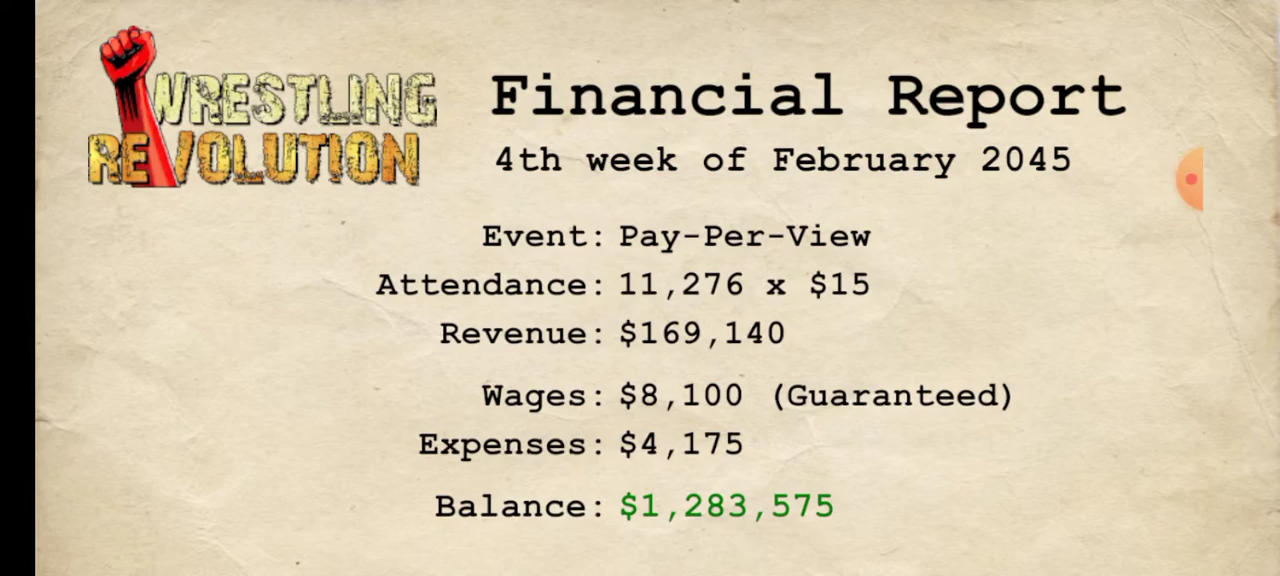 WRESTLING
REVOLUTION
Financial Report
4th week of February 2045
Event: Pay-Per-View
Attendance: 11,276 x $15
Revenue: $169,140
Wages: $8,100 (Guaranteed)
Expenses: $4,175
Balance: $1,283,575